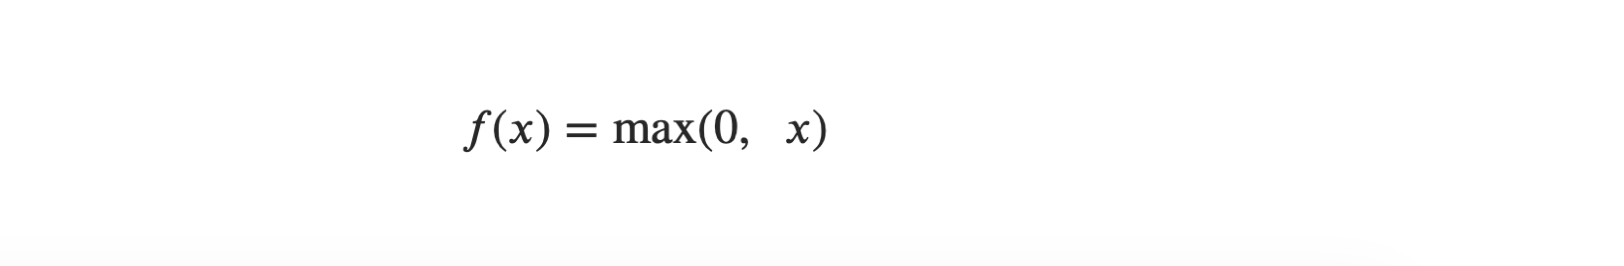 f(x) = max(0, x)